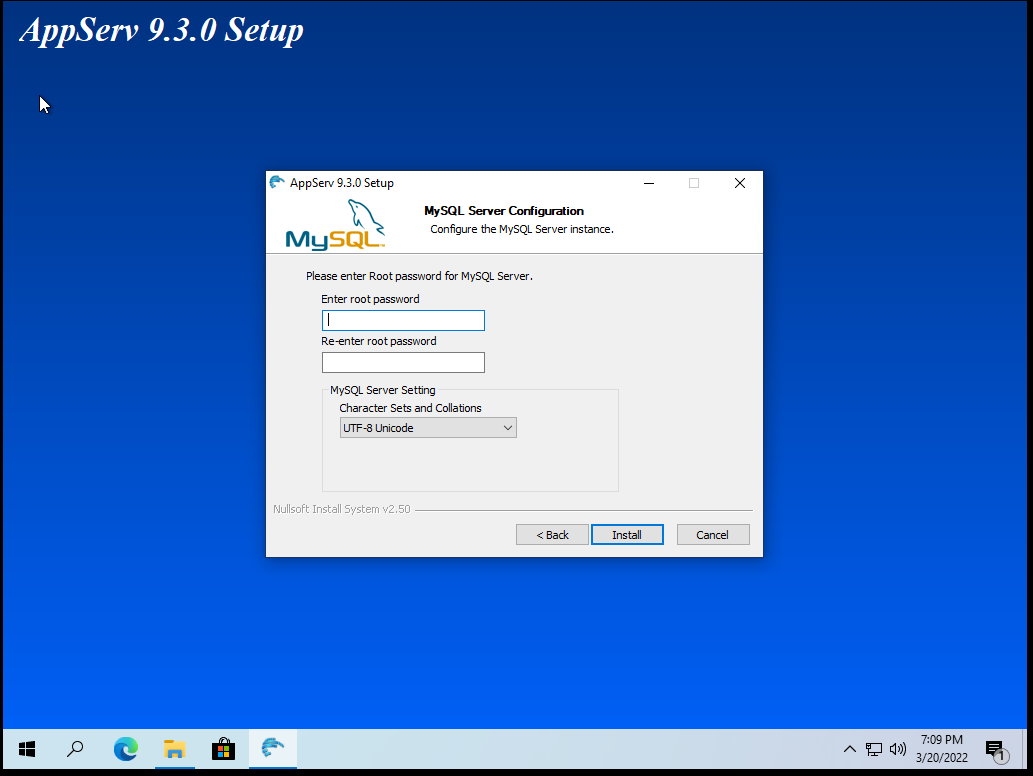 AppServ 9.3.0 Setup
AppServ 9.3.0 Setup
MySQL™
MySQL Server Configuration
Configure the MySQL Server instance.
Please enter Root password for MySQL Server.
Enter root password
Re-enter root password
MySQL Server Setting
Character Sets and Collations
UTF-8 Unicode
Nullsoft Install System v2.50
< Back
Install
Cancel
7:09 PM
3/20/2022
1